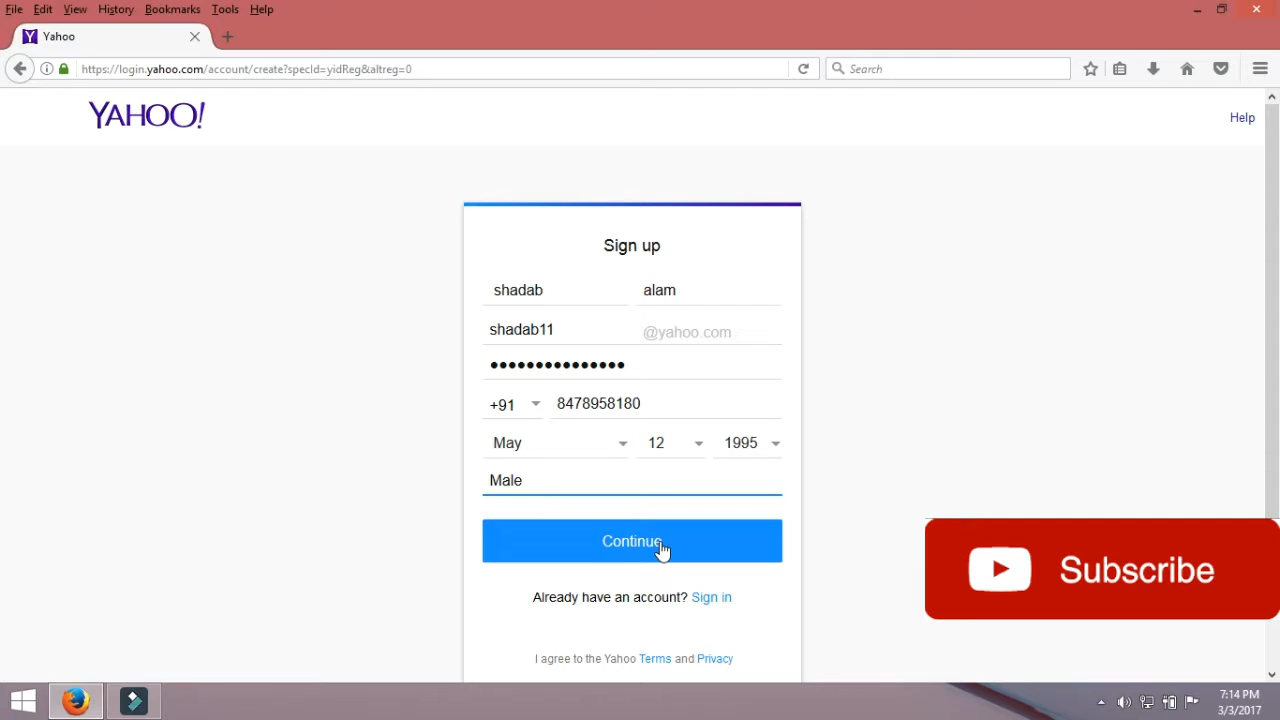 File Edit View History Bookmarks Tools Help
Y Yahoo
https://login.yahoo.com/account/create?specId=yidReg&altreg=0
Search
YAHOO!
Help
Sign up
shadab alam
shadab11 @yahoo.com
+91 8478958180
May 12 1995
Male
Continue
Subscribe
Already have an account? Sign in
I agree to the Yahoo Terms and Privacy
7:14 PM
3/3/2017